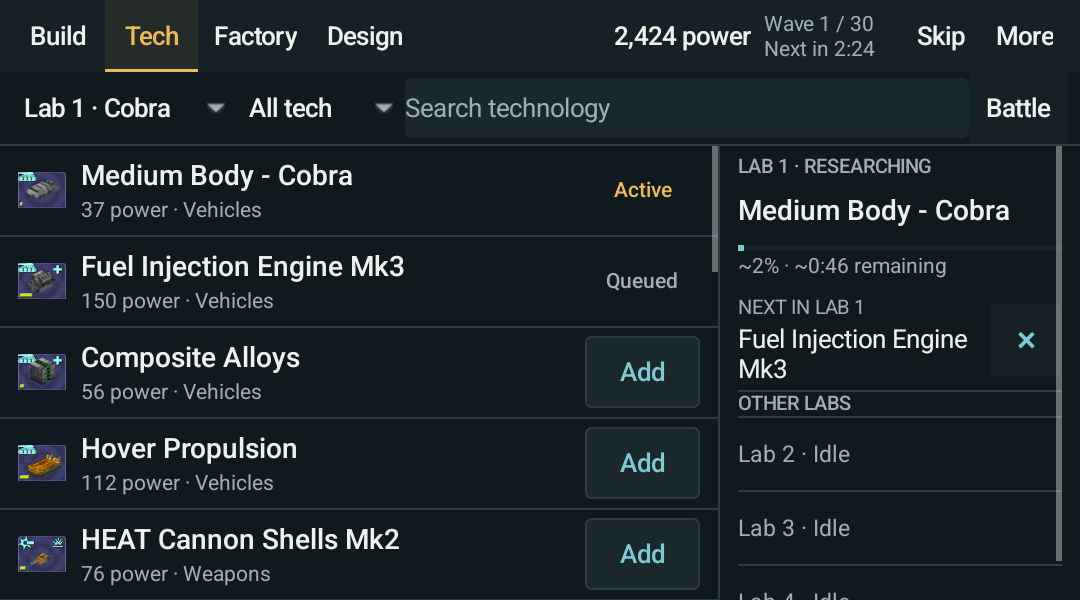 Build Tech Factory Design 2,424 power Wave 1 / 30 Skip More
Next in 2:24
Lab 1 · Cobra All tech Search technology Battle
Medium Body - Cobra
37 power · Vehicles
Active
Fuel Injection Engine Mk3
150 power · Vehicles
Queued
Composite Alloys
56 power · Vehicles
Add
Hover Propulsion
112 power · Vehicles
Add
HEAT Cannon Shells Mk2
76 power · Weapons
Add
LAB 1 · RESEARCHING
Medium Body - Cobra
~2% · ~0:46 remaining
NEXT IN LAB 1
Fuel Injection Engine
Mk3
OTHER LABS
Lab 2 · Idle
Lab 3 · Idle
Lab 4 · Idle